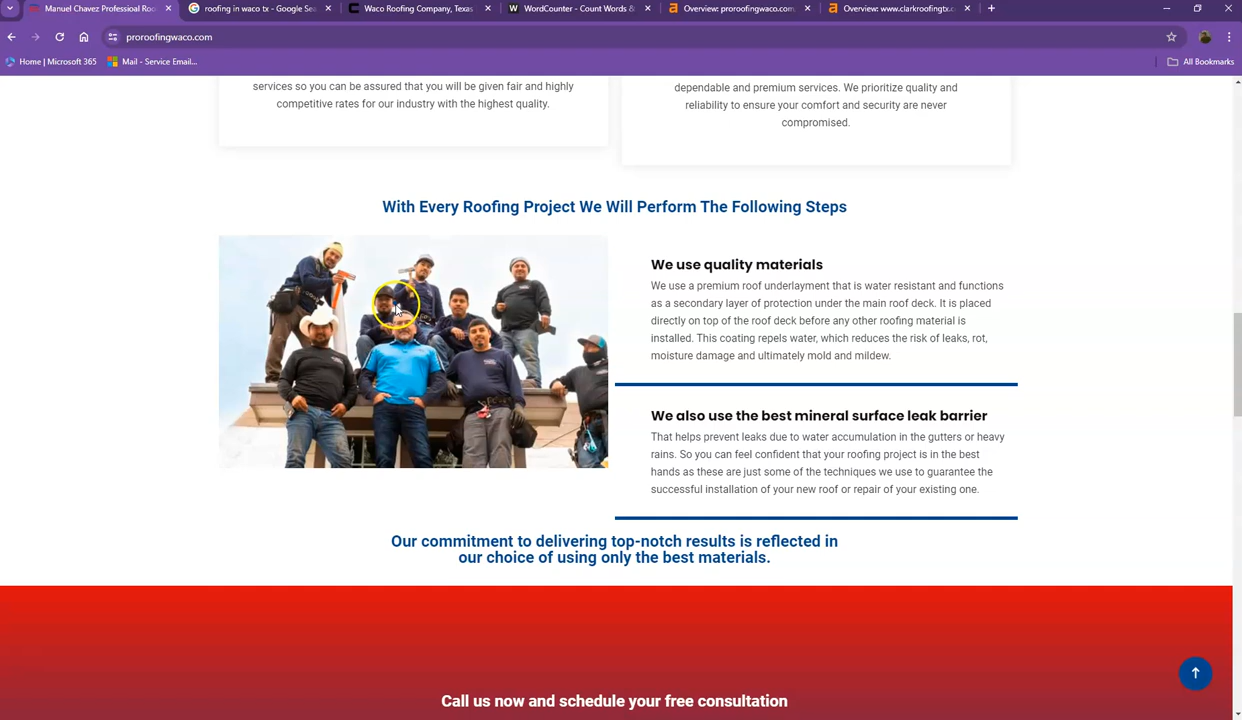 Manuel Chavez Professional Roo
roofing in waco tx - Google Sea
Waco Roofing Company, Texas
WordCounter - Count Words &
Overview: proroofingwaco.com
Overview: www.clarkroofingtx.c
proroofingwaco.com
Home | Microsoft 365
Mail - Service Email...
All Bookmarks
services so you can be assured that you will be given fair and highly
competitive rates for our industry with the highest quality.
dependable and premium services. We prioritize quality and
reliability to ensure your comfort and security are never
compromised.
With Every Roofing Project We Will Perform The Following Steps
We use quality materials
We use a premium roof underlayment that is water resistant and functions
as a secondary layer of protection under the main roof deck. It is placed
directly on top of the roof deck before any other roofing material is
installed. This coating repels water, which reduces the risk of leaks, rot,
moisture damage and ultimately mold and mildew.
We also use the best mineral surface leak barrier
That helps prevent leaks due to water accumulation in the gutters or heavy
rains. So you can feel confident that your roofing project is in the best
hands as these are just some of the techniques we use to guarantee the
successful installation of your new roof or repair of your existing one.
Our commitment to delivering top-notch results is reflected in
our choice of using only the best materials.
Call us now and schedule your free consultation